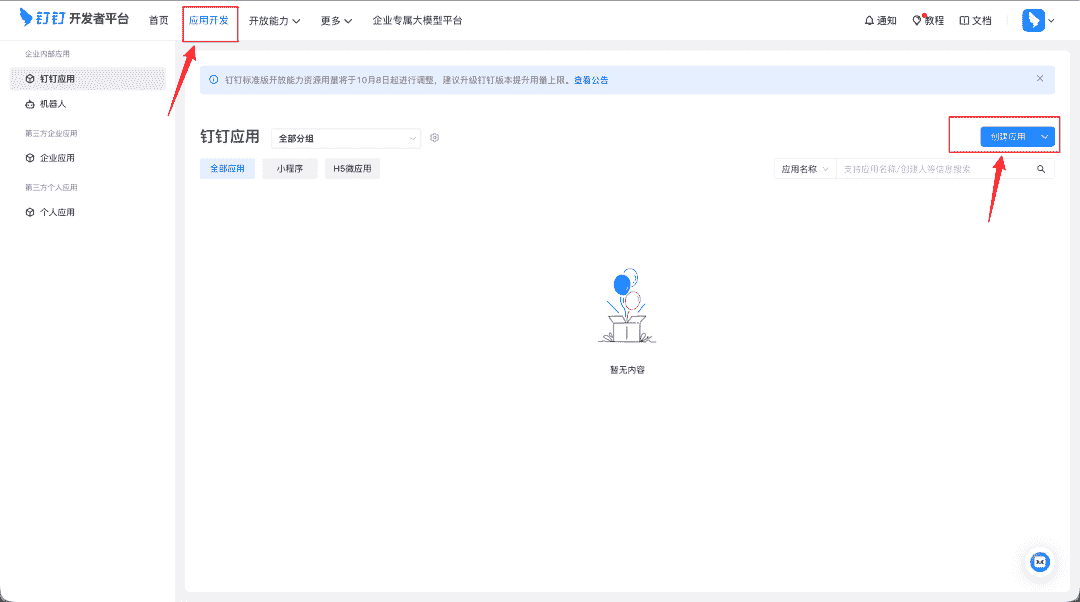 钉钉 开发者平台 首页 应用开发 开放能力 更多 企业专属大模型平台 通知 教程 文档
企业内部应用
钉钉应用
机器人
第三方企业应用
企业应用
第三方个人应用
个人应用
钉钉标准版开放能力资源用量将于10月8日起进行调整，建议升级钉钉版本提升用量上限。查看公告
钉钉应用 全部分组 创建应用
全部应用 小程序 H5微应用 应用名称 支持应用名称/创建人等信息搜索
暂无内容